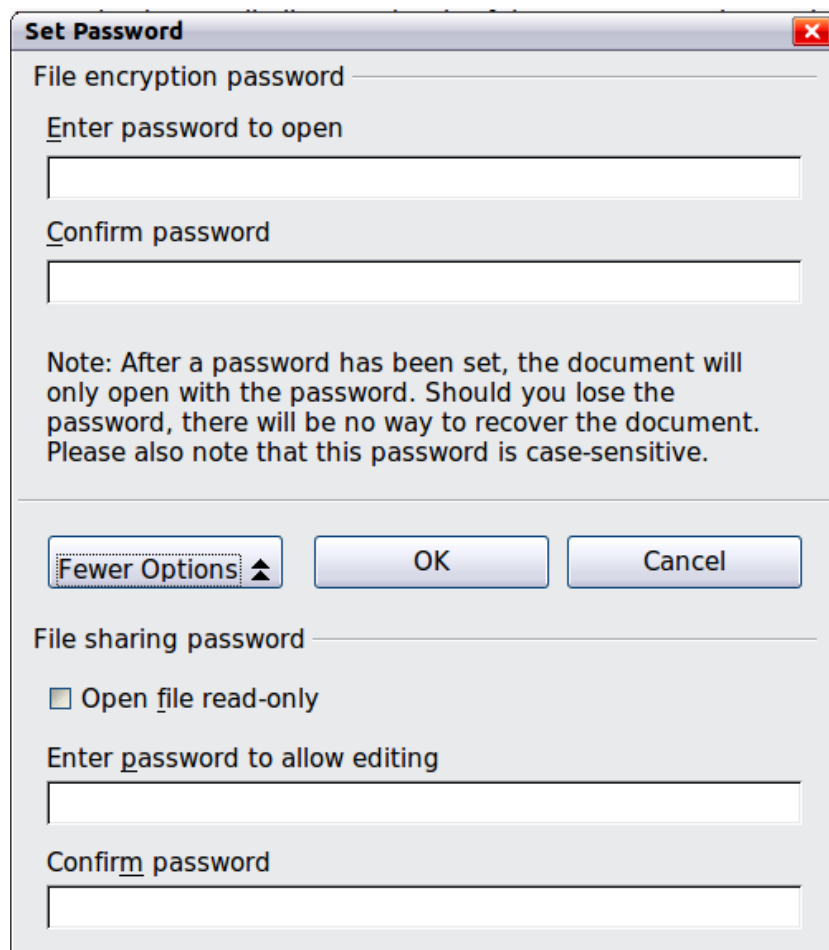 Set Password
File encryption password
Enter password to open
Confirm password
Note: After a password has been set, the document will
only open with the password. Should you lose the
password, there will be no way to recover the document.
Please also note that this password is case-sensitive.
Fewer Options OK Cancel
File sharing password
Open file read-only
Enter password to allow editing
Confirm password